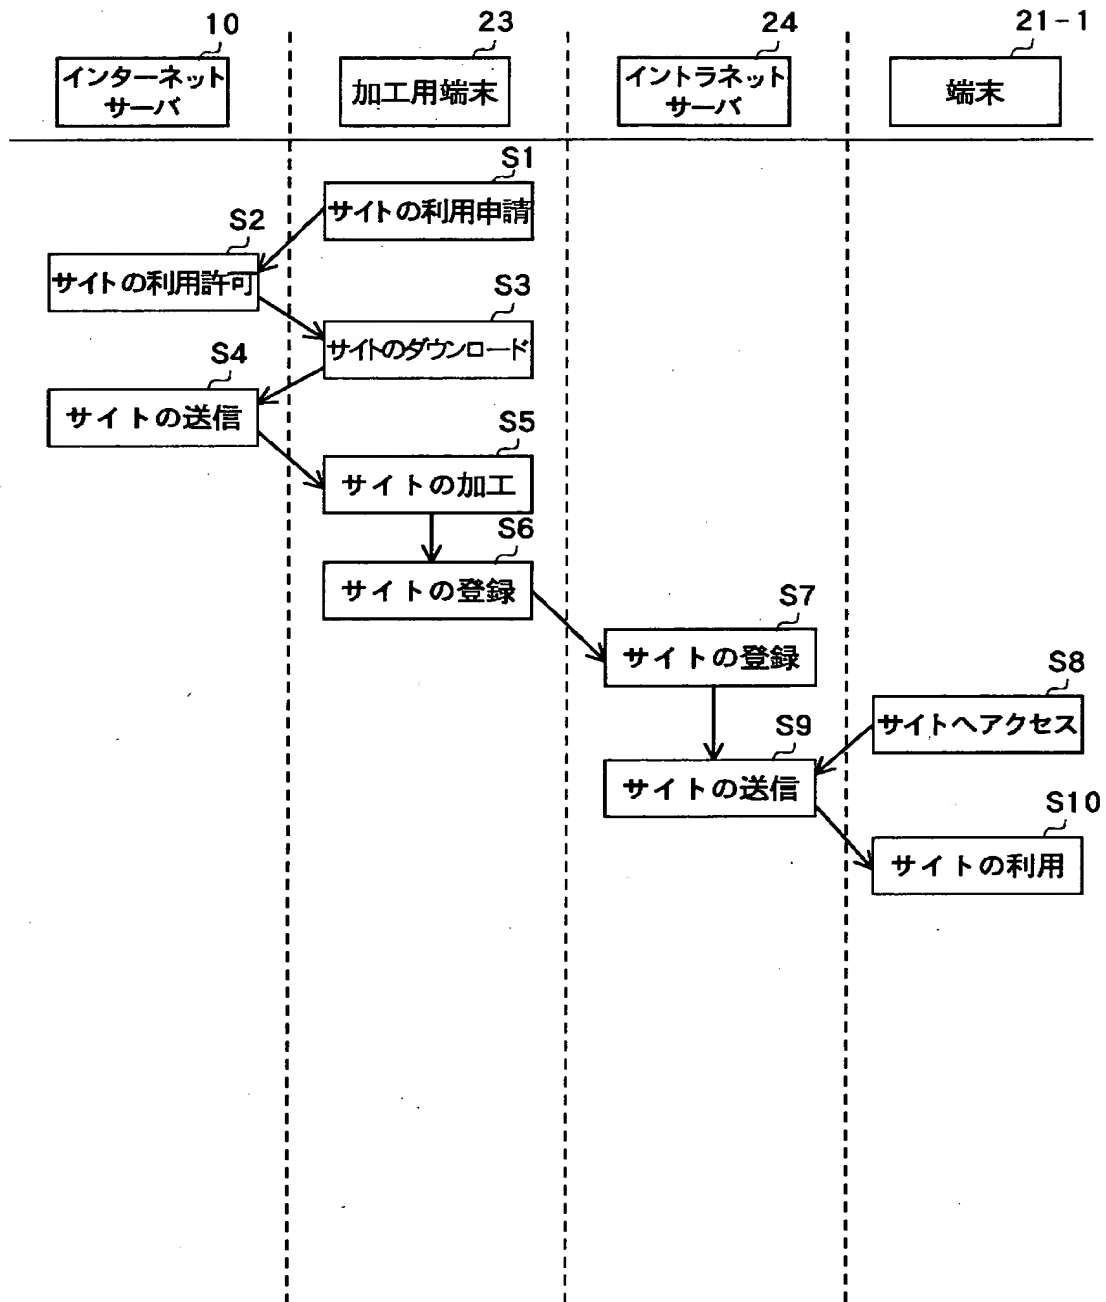 10
23
24
21-1
インターネット
サーバ
加工用端末
イントラネット
サーバ
端末
S1
サイトの利用申請
S2
サイトの利用許可
S3
サイトのダウンロード
S4
サイトの送信
S5
サイトの加工
S6
サイトの登録
S7
サイトの登録
S8
サイトへアクセス
S9
サイトの送信
S10
サイトの利用